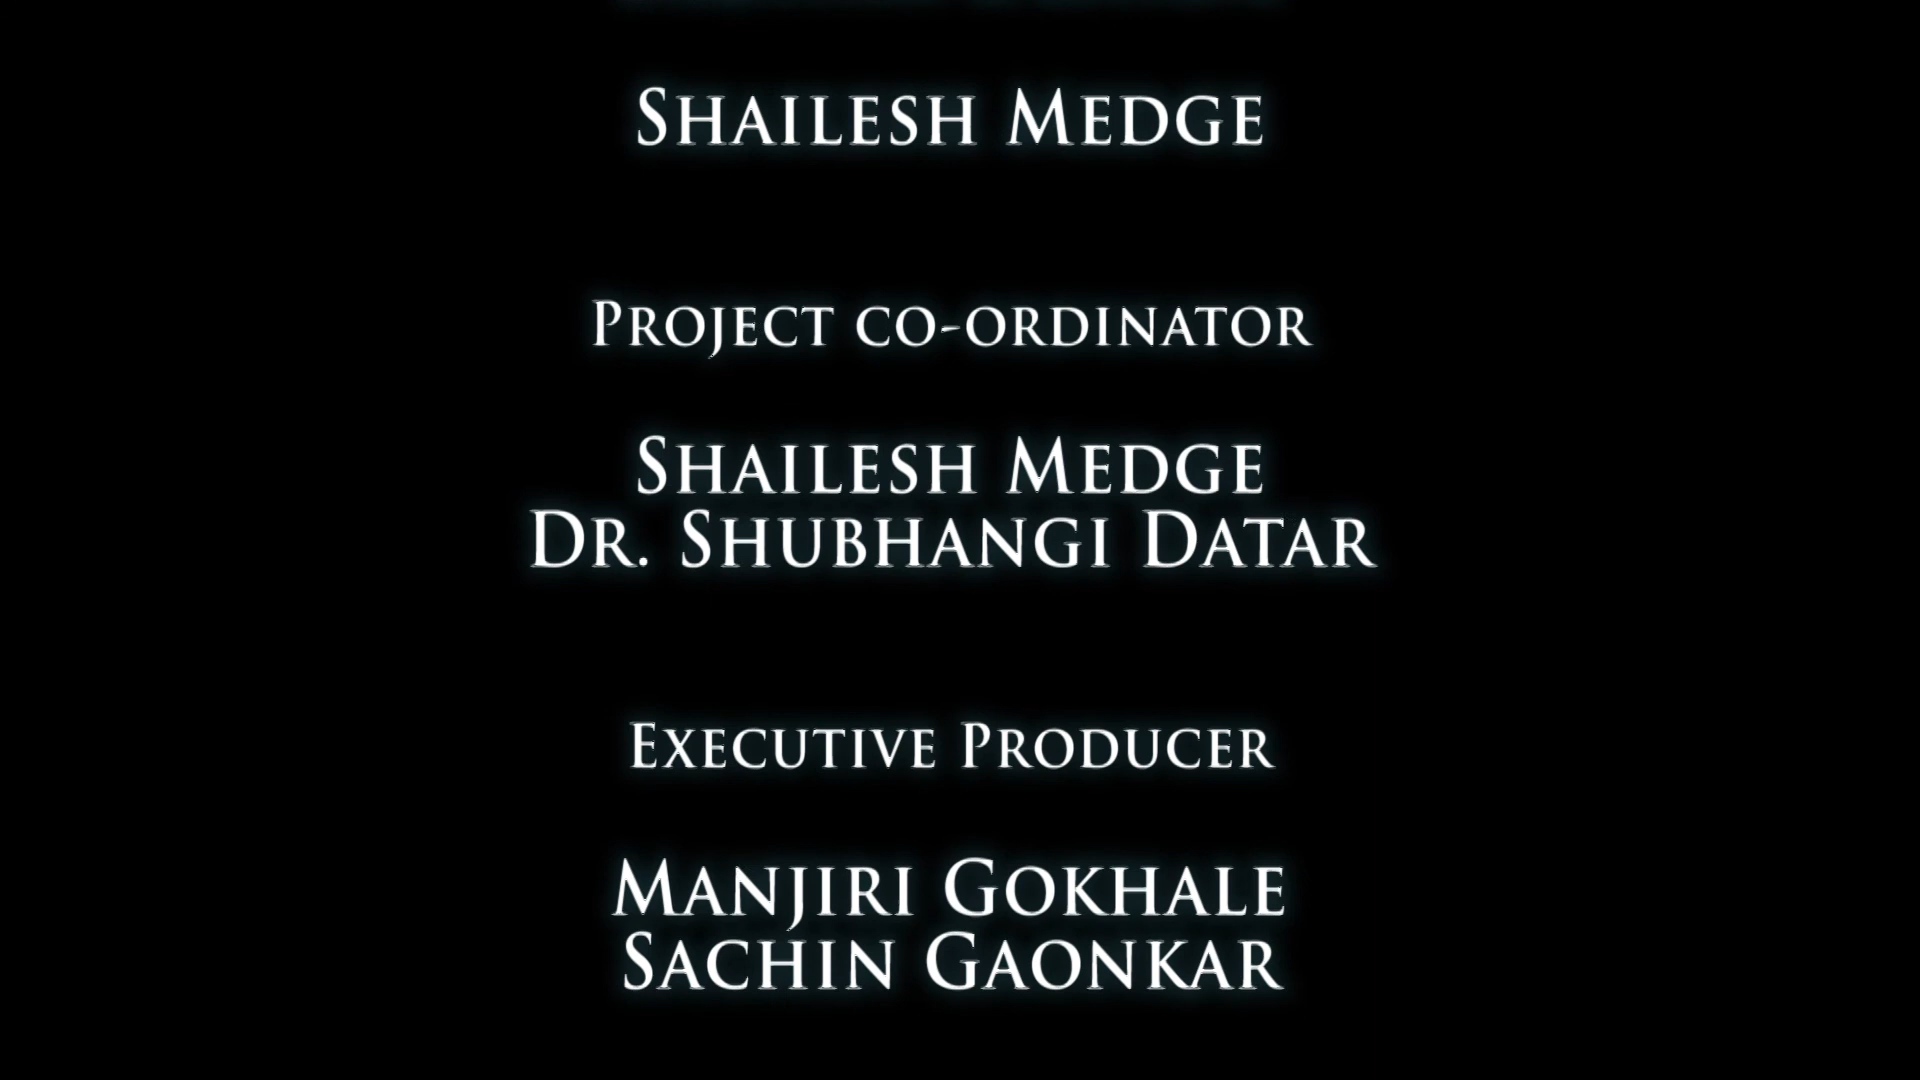 Shailesh Medge
Project co-ordinator
Shailesh Medge
Dr. Shubhangi Datar
Executive Producer
Manjiri Gokhale
Sachin Gaonkar